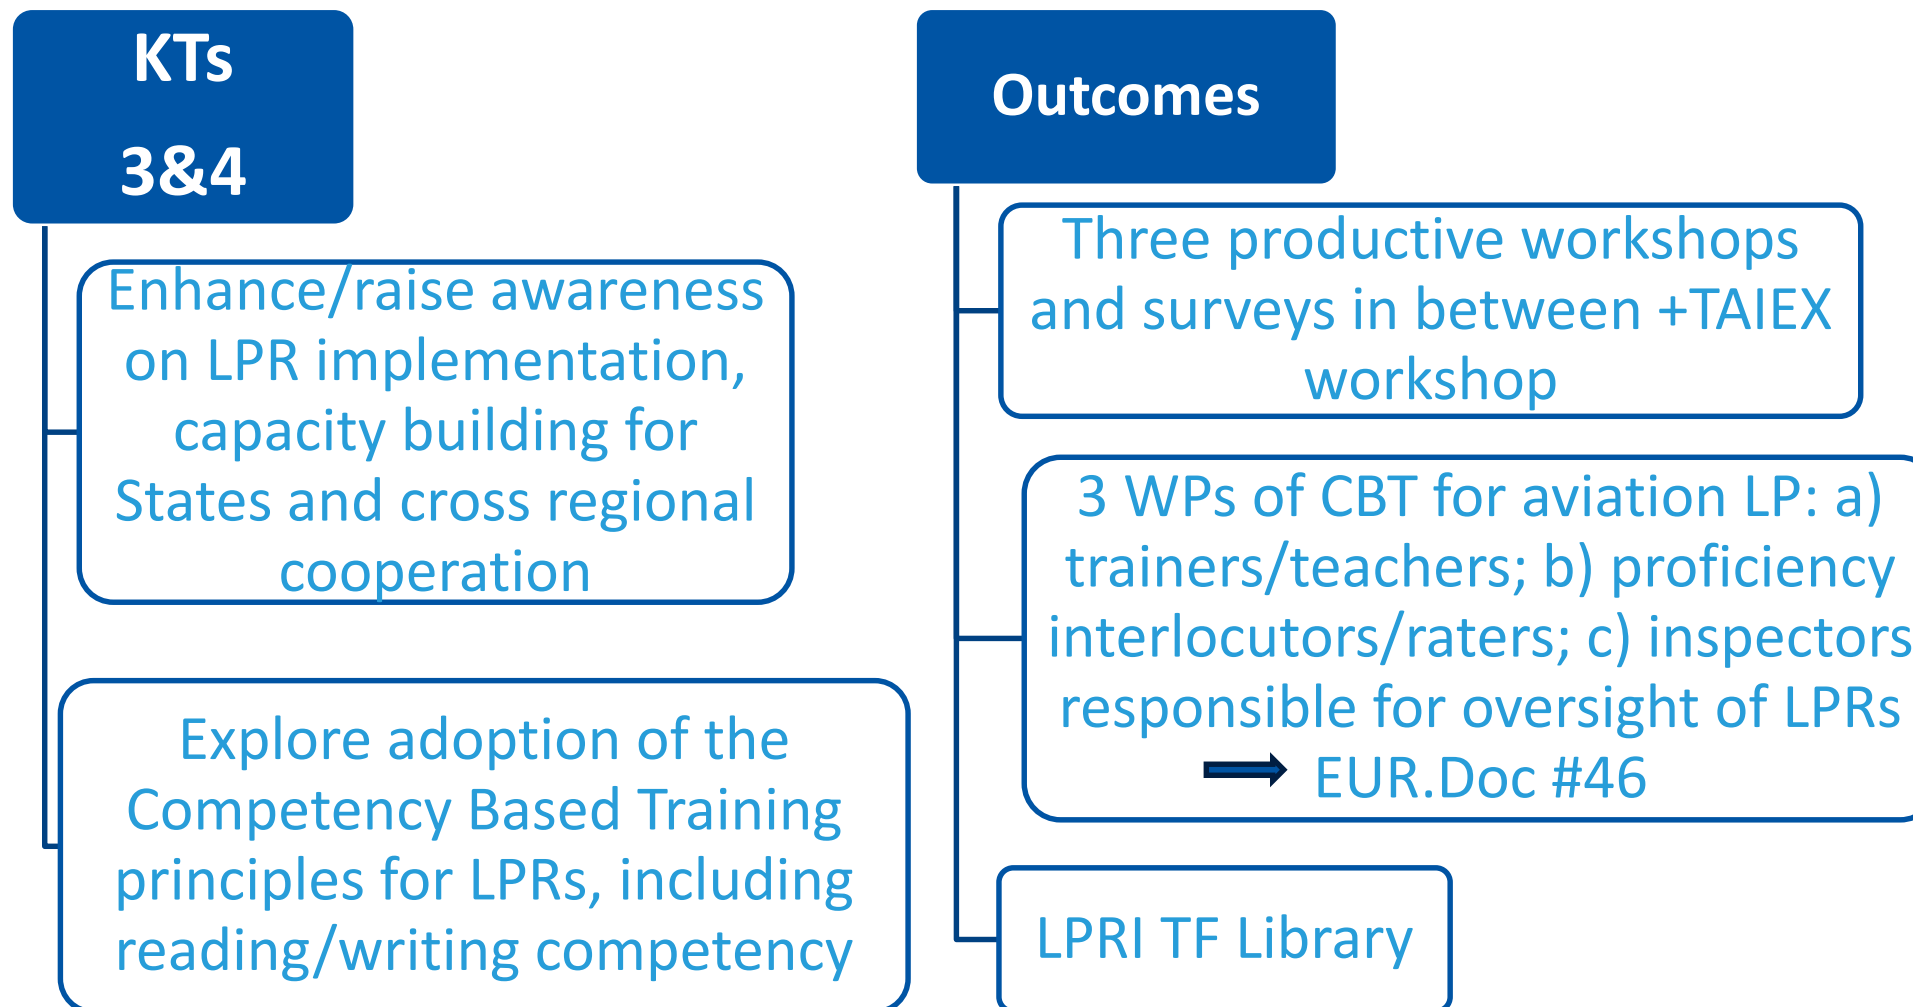 KTs
3&4
Enhance/raise awareness
on LPR implementation,
capacity building for
States and cross regional
cooperation
Explore adoption of the
Competency Based Training
principles for LPRs, including
reading/writing competency
Outcomes
Three productive workshops
and surveys in between +TAIEX
workshop
3 WPs of CBT for aviation LP: a)
trainers/teachers; b) proficiency
interlocutors/raters; c) inspectors
responsible for oversight of LPRs
EUR.Doc #46
LPRI TF Library